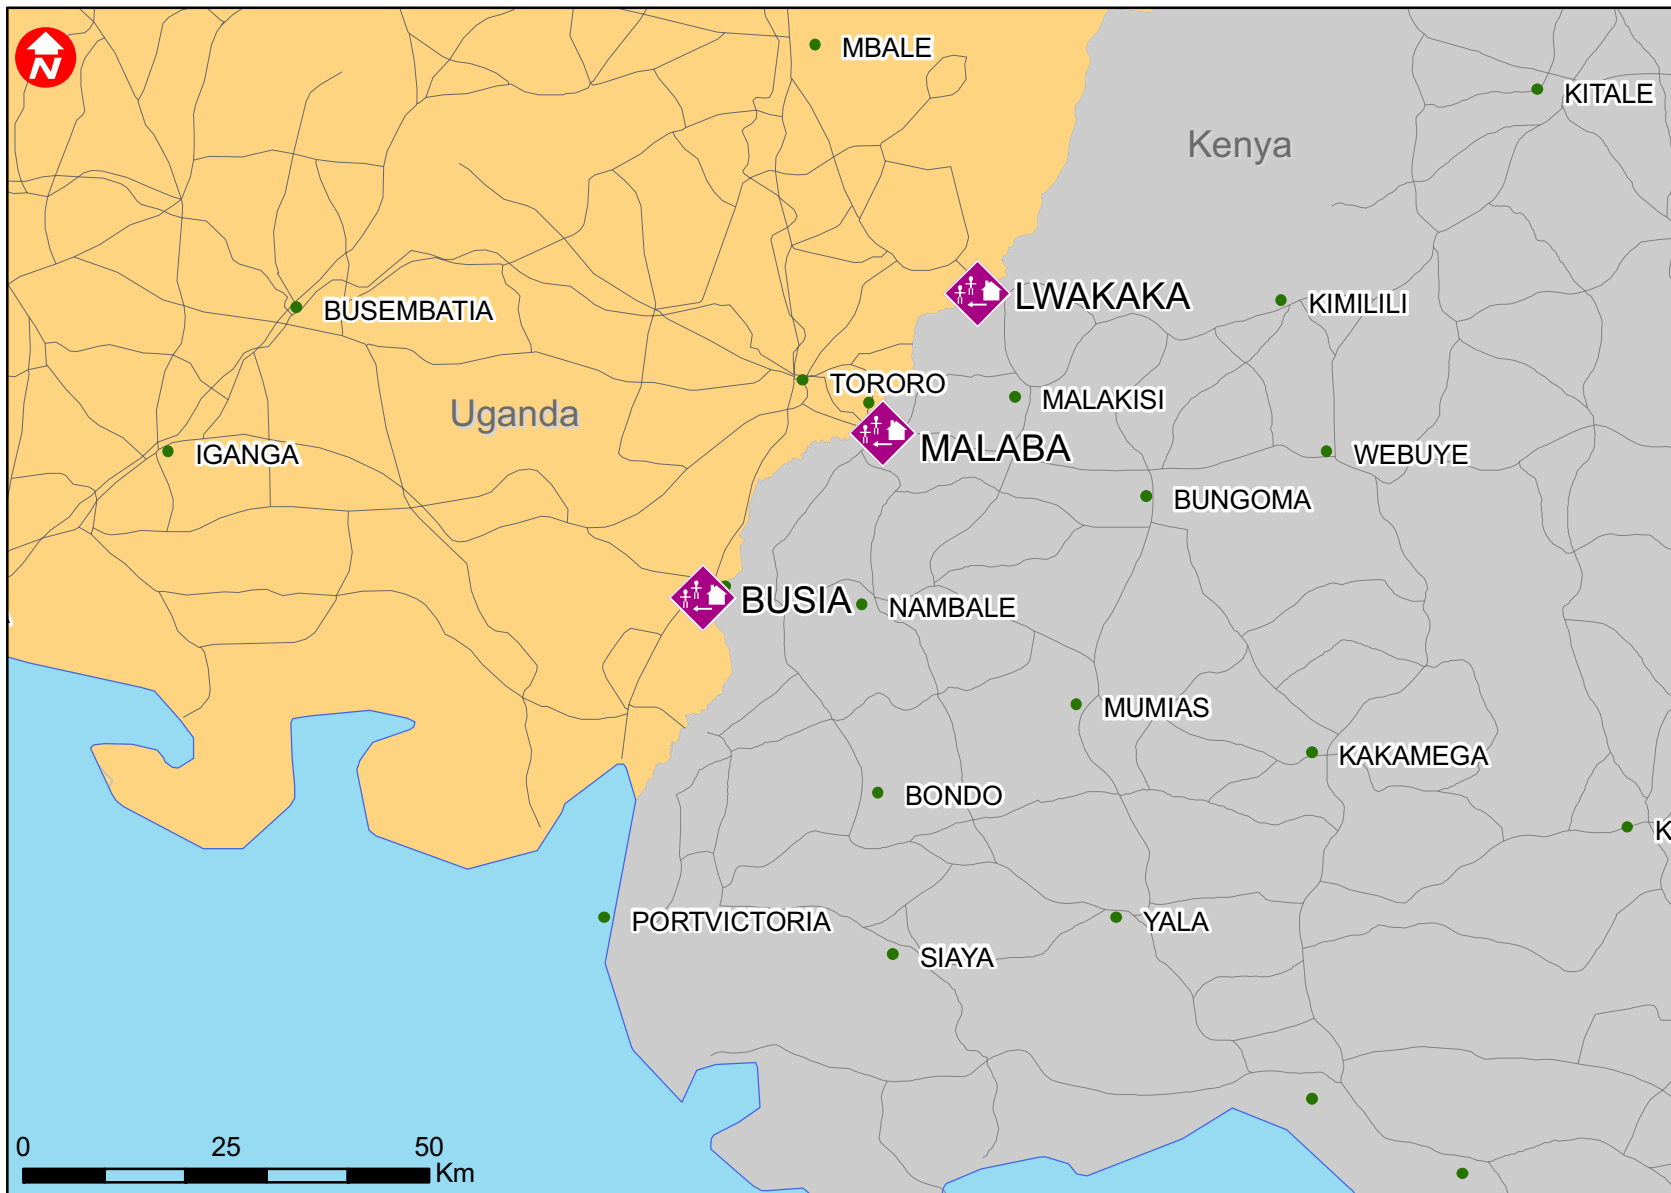 N
MBALE
KITALE
Kenya
LWAKAKA
KIMILILI
BUSEMBATIA
TORORO
MALAKISI
Uganda
MALABA
IGANGA
WEBUYE
BUNGOMA
BUSIA
NAMBALE
MUMIAS
KAKAMEGA
BONDO
K
PORTVICTORIA
YALA
SIAYA
0 25 50
Km